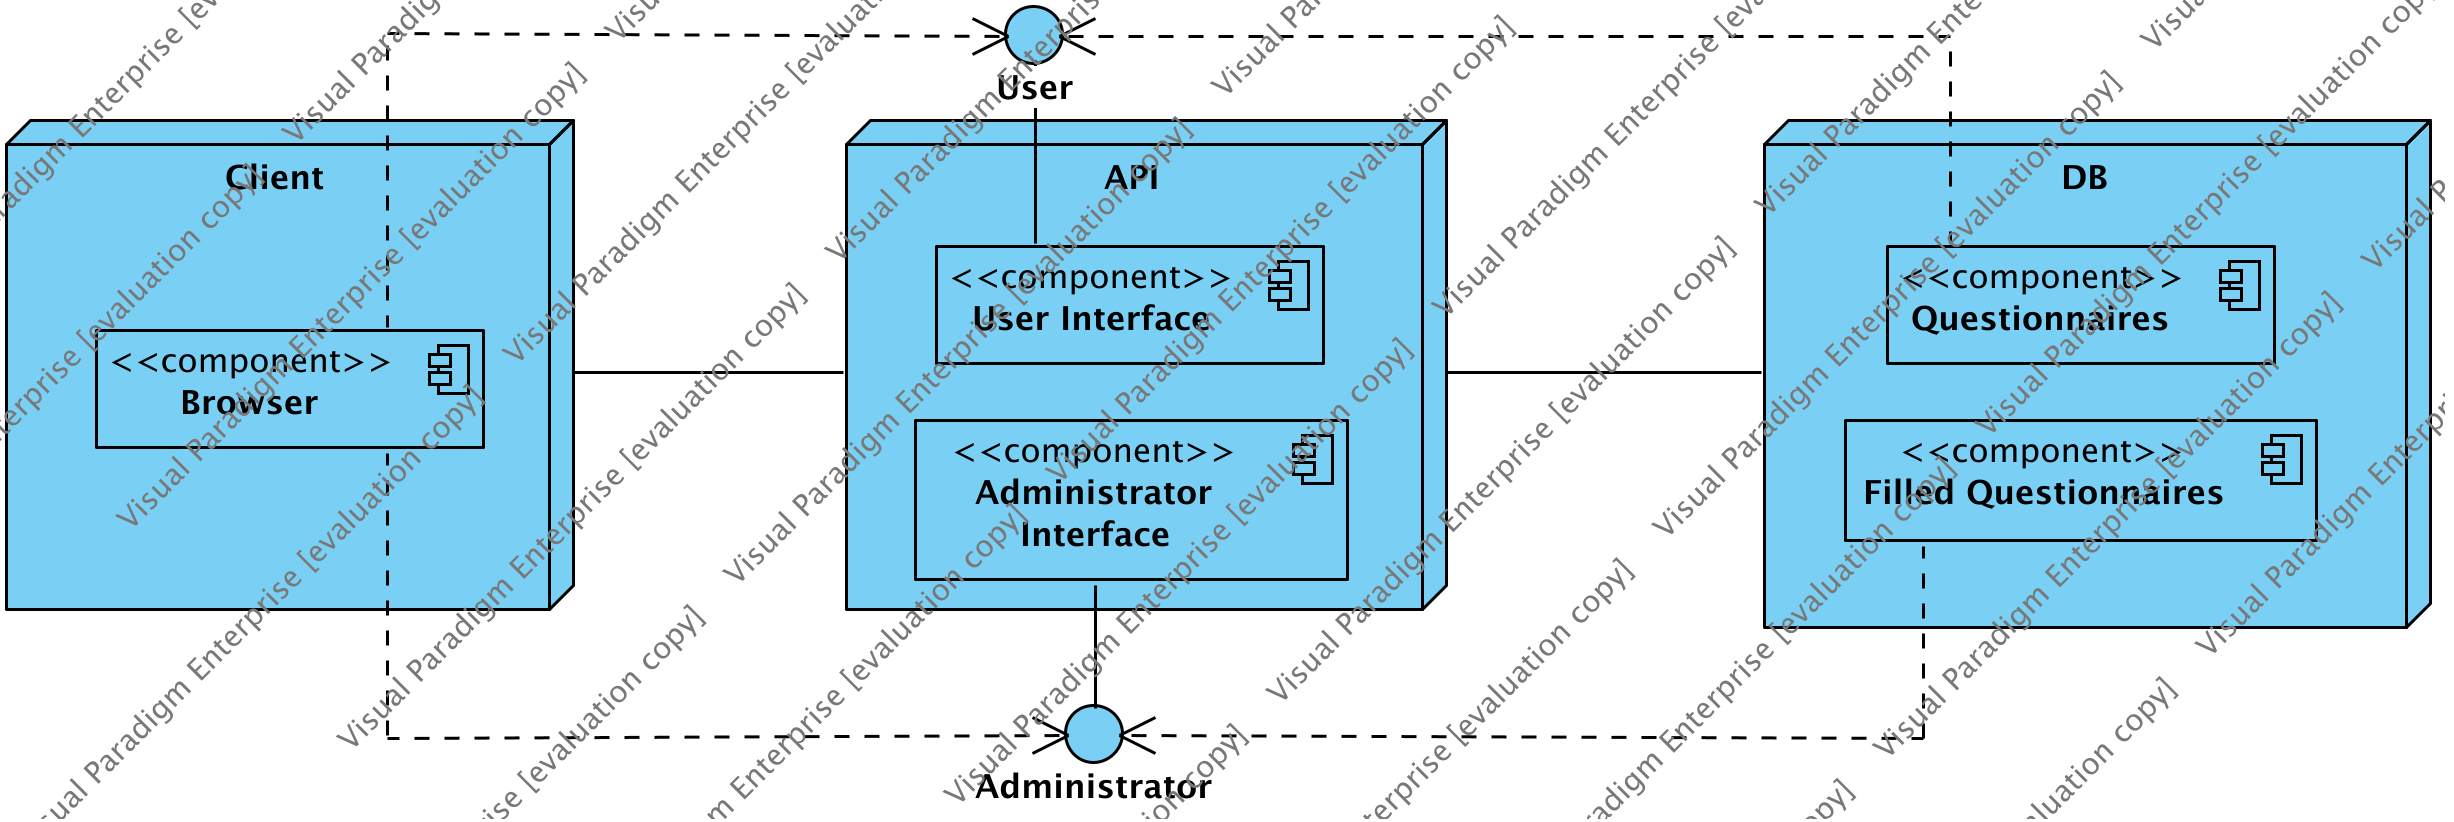 User
Client
API
DB
<<component>>
User Interface
<<component>>
Questionnaires
<<component>>
Browser
<<component>>
Administrator
Interface
<<component>>
Filled Questionnaires
Administrator
Visual Paradigm Enterprise [evaluation copy]